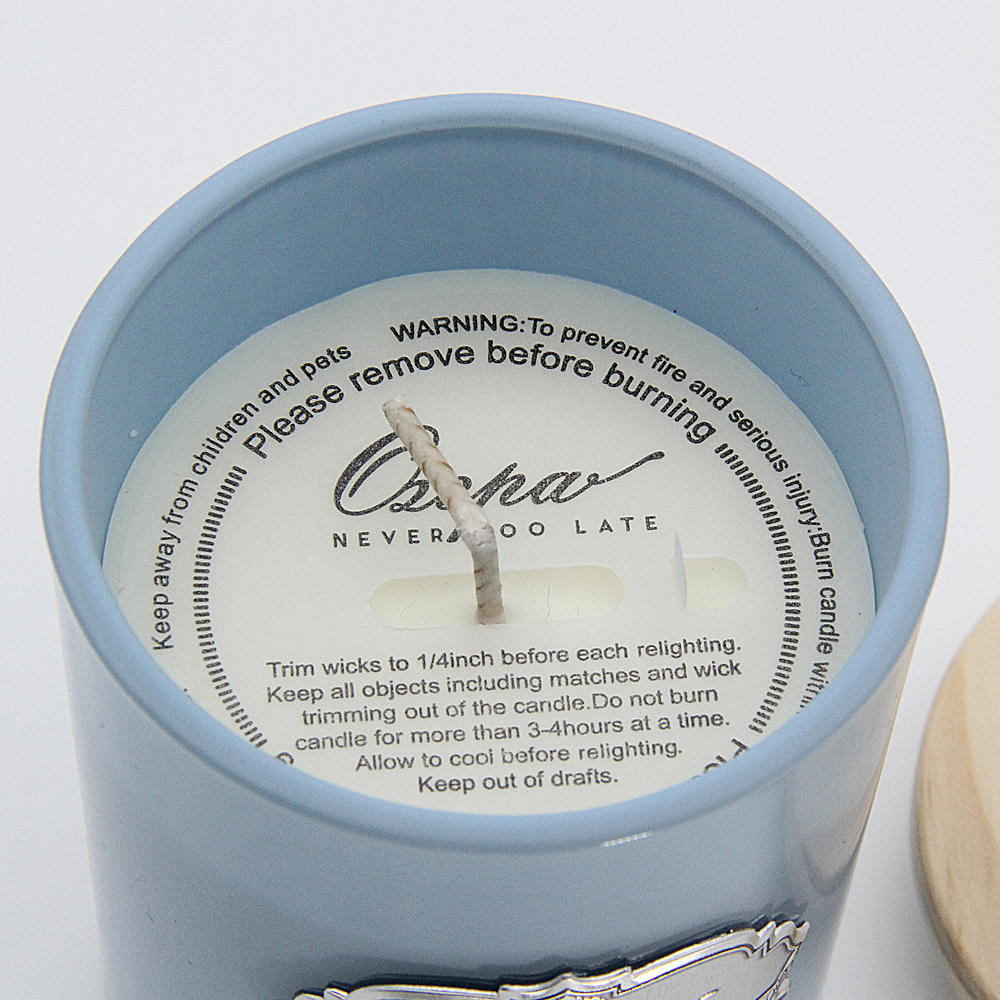 Keep away from children and pets
WARNING:To prevent fire and serious injury:Burn candle
Please remove before burning
NEVER TOO LATE
Trim wicks to 1/4inch before each relighting.
Keep all objects including matches and wick
trimming out of the candle.Do not burn
candle for more than 3-4hours at a time.
Allow to cool before relighting.
Keep out of drafts.